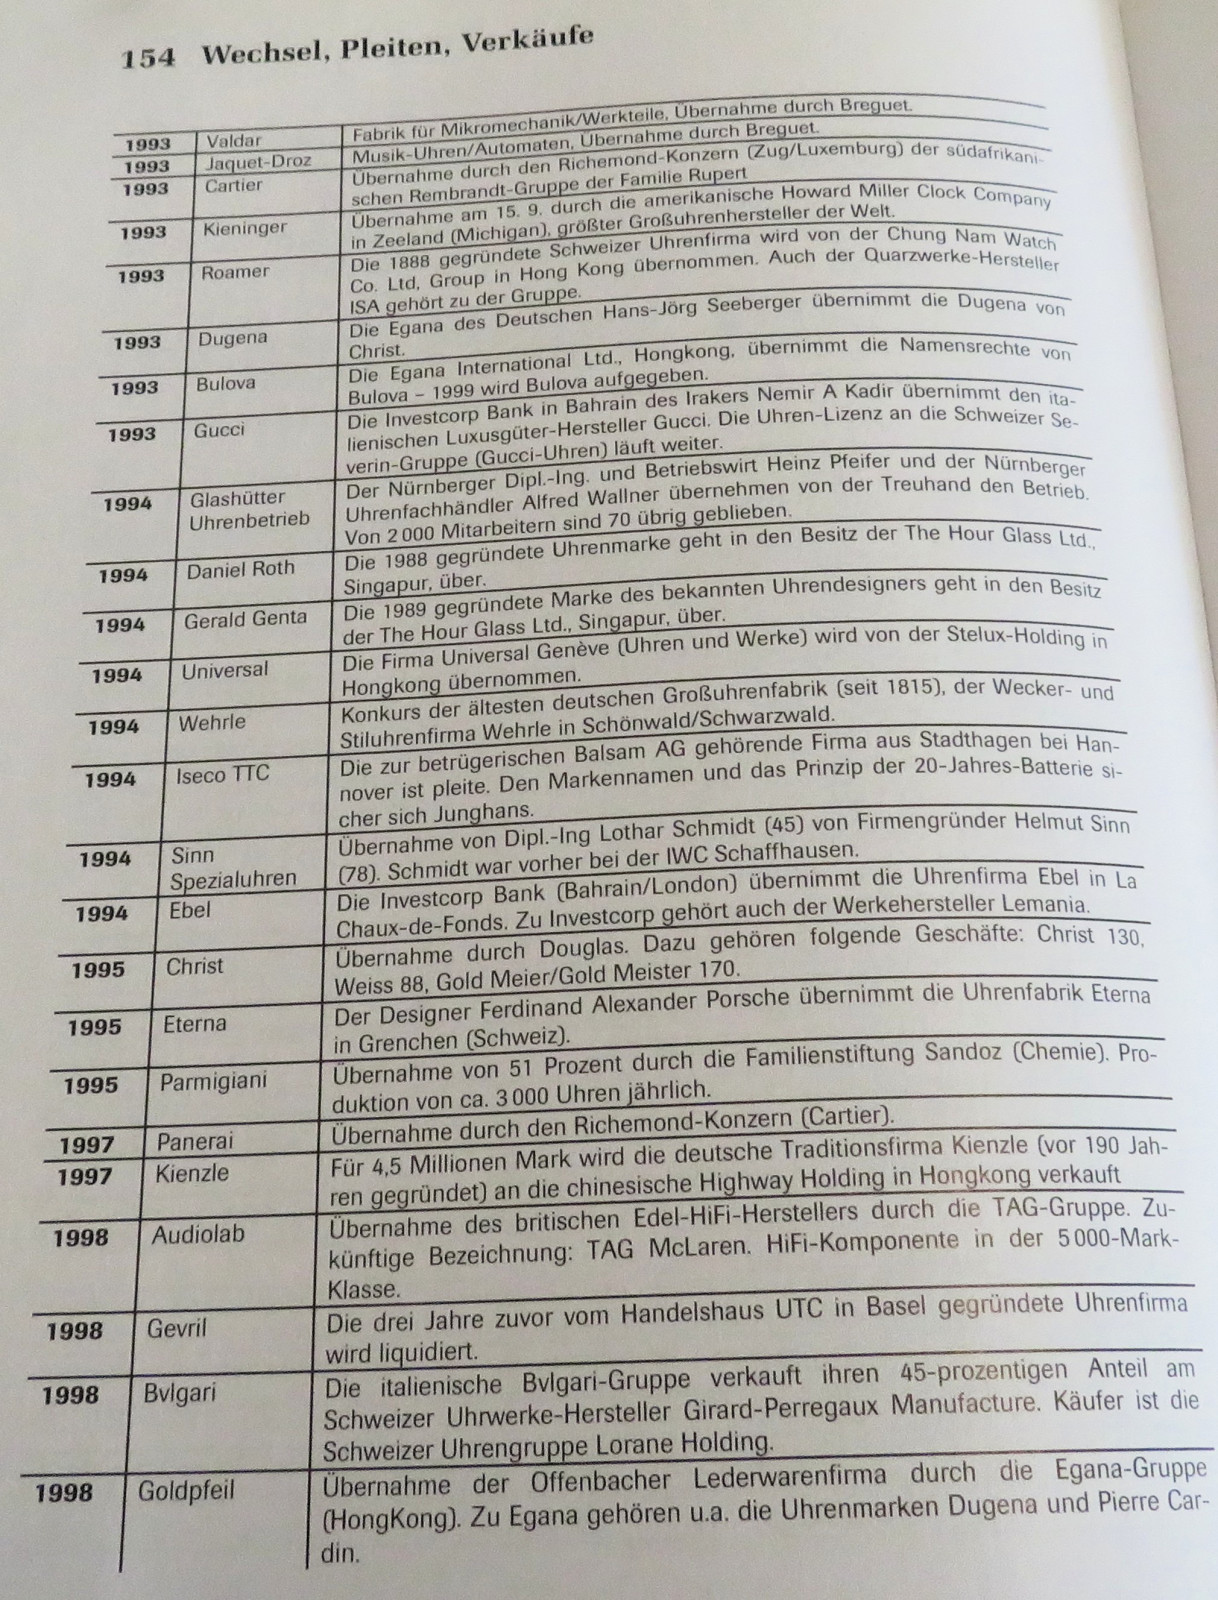 154 Wechsel, Pleiten, Verkäufe
1993 Valdar Fabrik für Mikromechanik/Werkteile, Übernahme durch Breguet.
1993 Jaquet-Droz Musik-Uhren/Automaten, Übernahme durch Breguet.
1993 Cartier Übernahme durch den Richemond-Konzern (Zug/Luxemburg) der südafrikani-
schen Rembrandt-Gruppe der Familie Rupert
1993 Kieninger Übernahme am 15. 9. durch die amerikanische Howard Miller Clock Company
in Zeeland (Michigan), größter Großuhrenhersteller der Welt.
1993 Roamer Die 1888 gegründete Schweizer Uhrenfirma wird von der Chung Nam Watch
Co. Ltd, Group in Hong Kong übernommen. Auch der Quarzwerke-Hersteller
ISA gehört zu der Gruppe.
1993 Dugena Die Egana des Deutschen Hans-Jörg Seeberger übernimmt die Dugena von
Christ.
1993 Bulova Die Egana International Ltd., Hongkong, übernimmt die Namensrechte von
Bulova – 1999 wird Bulova aufgegeben.
1993 Gucci Die Investcorp Bank in Bahrain des Irakers Nemir A Kadir übernimmt den ita-
lienischen Luxusgüter-Hersteller Gucci. Die Uhren-Lizenz an die Schweizer Se-
verin-Gruppe (Gucci-Uhren) läuft weiter.
1994 Glashütter Der Nürnberger Dipl.-Ing. und Betriebswirt Heinz Pfeifer und der Nürnberger
Uhrenbetrieb Uhrenfachhändler Alfred Wallner übernehmen von der Treuhand den Betrieb.
Von 2 000 Mitarbeitern sind 70 übrig geblieben.
1994 Daniel Roth Die 1988 gegründete Uhrenmarke geht in den Besitz der The Hour Glass Ltd.,
Singapur, über.
1994 Gerald Genta Die 1989 gegründete Marke des bekannten Uhrendesigners geht in den Besitz
der The Hour Glass Ltd., Singapur, über.
1994 Universal Die Firma Universal Genève (Uhren und Werke) wird von der Stelux-Holding in
Hongkong übernommen.
1994 Wehrle Konkurs der ältesten deutschen Großuhrenfabrik (seit 1815), der Wecker- und
Stiluhrenfirma Wehrle in Schönwald/Schwarzwald.
1994 Iseco TTC Die zur betrügerischen Balsam AG gehörende Firma aus Stadthagen bei Han-
nover ist pleite. Den Markennamen und das Prinzip der 20-Jahres-Batterie si-
cher sich Junghans.
1994 Sinn Übernahme von Dipl.-Ing Lothar Schmidt (45) von Firmengründer Helmut Sinn
Spezialuhren (78). Schmidt war vorher bei der IWC Schaffhausen.
1994 Ebel Die Investcorp Bank (Bahrain/London) übernimmt die Uhrenfirma Ebel in La
Chaux-de-Fonds. Zu Investcorp gehört auch der Werkehersteller Lemania.
1995 Christ Übernahme durch Douglas. Dazu gehören folgende Geschäfte: Christ 130,
Weiss 88, Gold Meier/Gold Meister 170.
1995 Eterna Der Designer Ferdinand Alexander Porsche übernimmt die Uhrenfabrik Eterna
in Grenchen (Schweiz).
1995 Parmigiani Übernahme von 51 Prozent durch die Familienstiftung Sandoz (Chemie). Pro-
duktion von ca. 3 000 Uhren jährlich.
1997 Panerai Übernahme durch den Richemond-Konzern (Cartier).
1997 Kienzle Für 4,5 Millionen Mark wird die deutsche Traditionsfirma Kienzle (vor 190 Jah-
ren gegründet) an die chinesische Highway Holding in Hongkong verkauft
1998 Audiolab Übernahme des britischen Edel-HiFi-Herstellers durch die TAG-Gruppe. Zu-
künftige Bezeichnung: TAG McLaren. HiFi-Komponente in der 5 000-Mark-
Klasse.
1998 Gevril Die drei Jahre zuvor vom Handelshaus UTC in Basel gegründete Uhrenfirma
wird liquidiert.
1998 Bvlgari Die italienische Bvlgari-Gruppe verkauft ihren 45-prozentigen Anteil am
Schweizer Uhrwerke-Hersteller Girard-Perregaux Manufacture. Käufer ist die
Schweizer Uhrengruppe Lorane Holding.
1998 Goldpfeil Übernahme der Offenbacher Lederwarenfirma durch die Egana-Gruppe
(HongKong). Zu Egana gehören u.a. die Uhrenmarken Dugena und Pierre Car-
din.